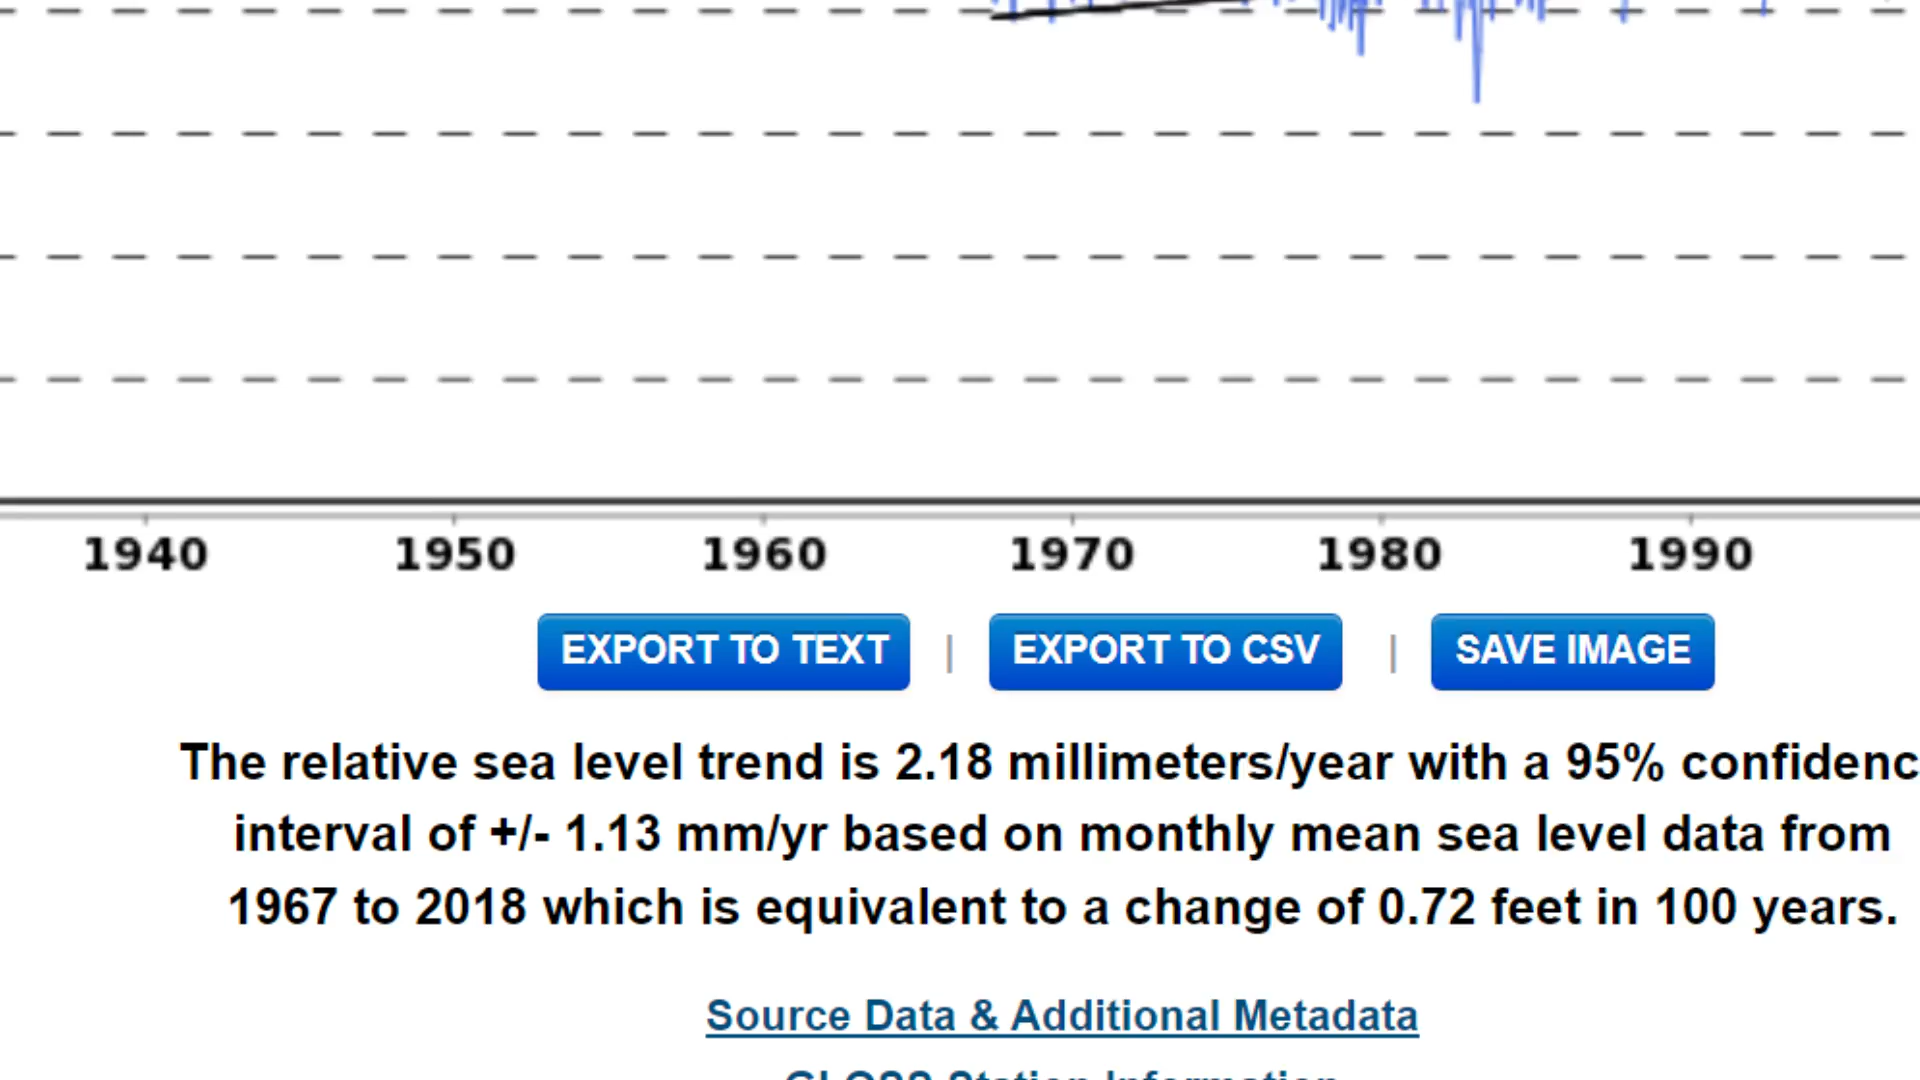 1940 1950 1960 1970 1980 1990
EXPORT TO TEXT | EXPORT TO CSV | SAVE IMAGE
The relative sea level trend is 2.18 millimeters/year with a 95% confidenc
interval of +/- 1.13 mm/yr based on monthly mean sea level data from
1967 to 2018 which is equivalent to a change of 0.72 feet in 100 years.
Source Data & Additional Metadata
GLOSS Station Information